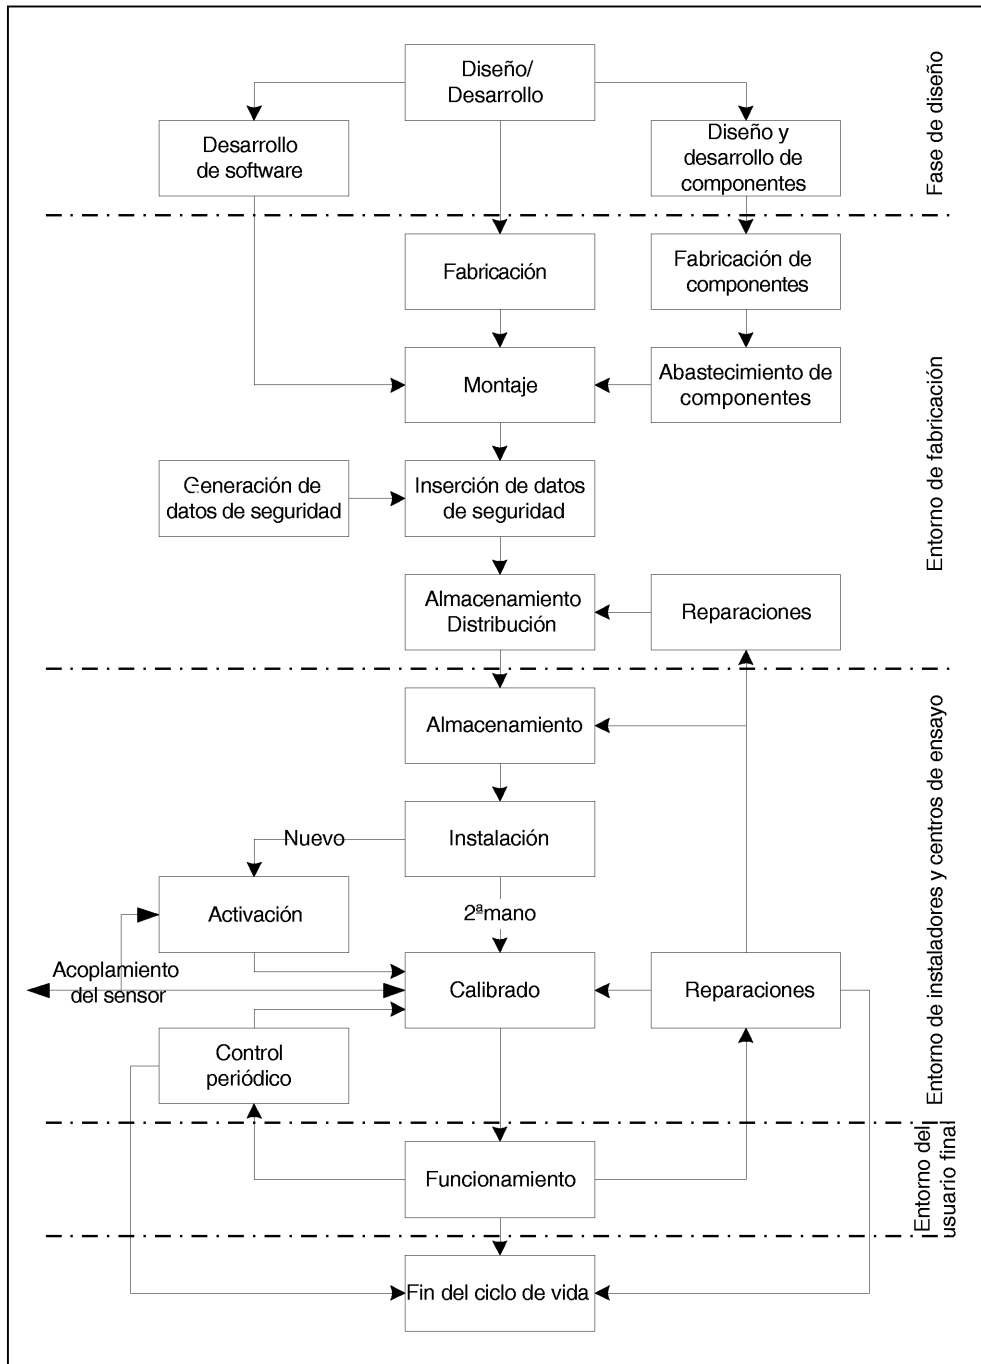 Diseño/
Desarrollo
Desarrollo
de software
Diseño y
desarrollo de
componentes
Fase de diseño
Fabricación
Fabricación de
componentes
Montaje
Abastecimiento de
componentes
Generación de
datos de seguridad
Inserción de datos
de seguridad
Almacenamiento
Distribución
Reparaciones
Entorno de fabricación
Almacenamiento
Nuevo
Instalación
Activación
2ªmano
Acoplamiento
del sensor
Calibrado
Reparaciones
Control
periódico
Entorno de instaladores y centros de ensayo
Funcionamiento
Entorno del
usuario final
Fin del ciclo de vida